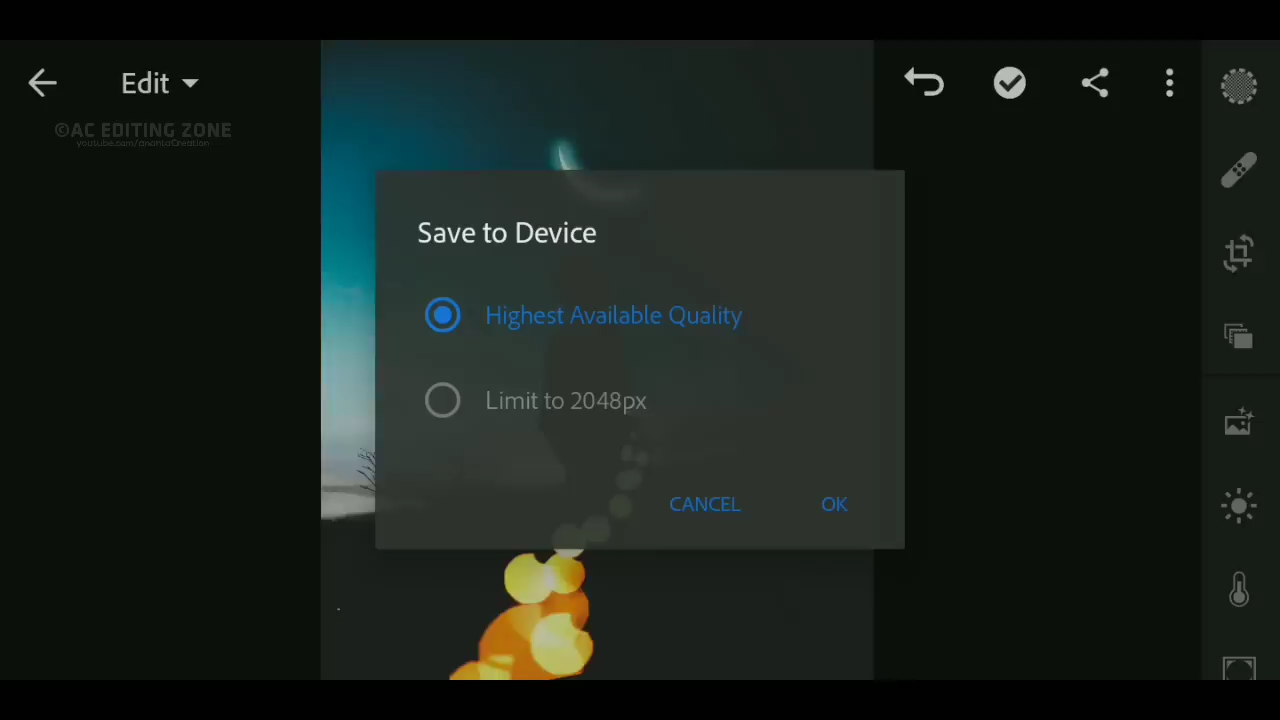 Edit
©AC EDITING ZONE
Save to Device
Highest Available Quality
Limit to 2048px
CANCEL OK